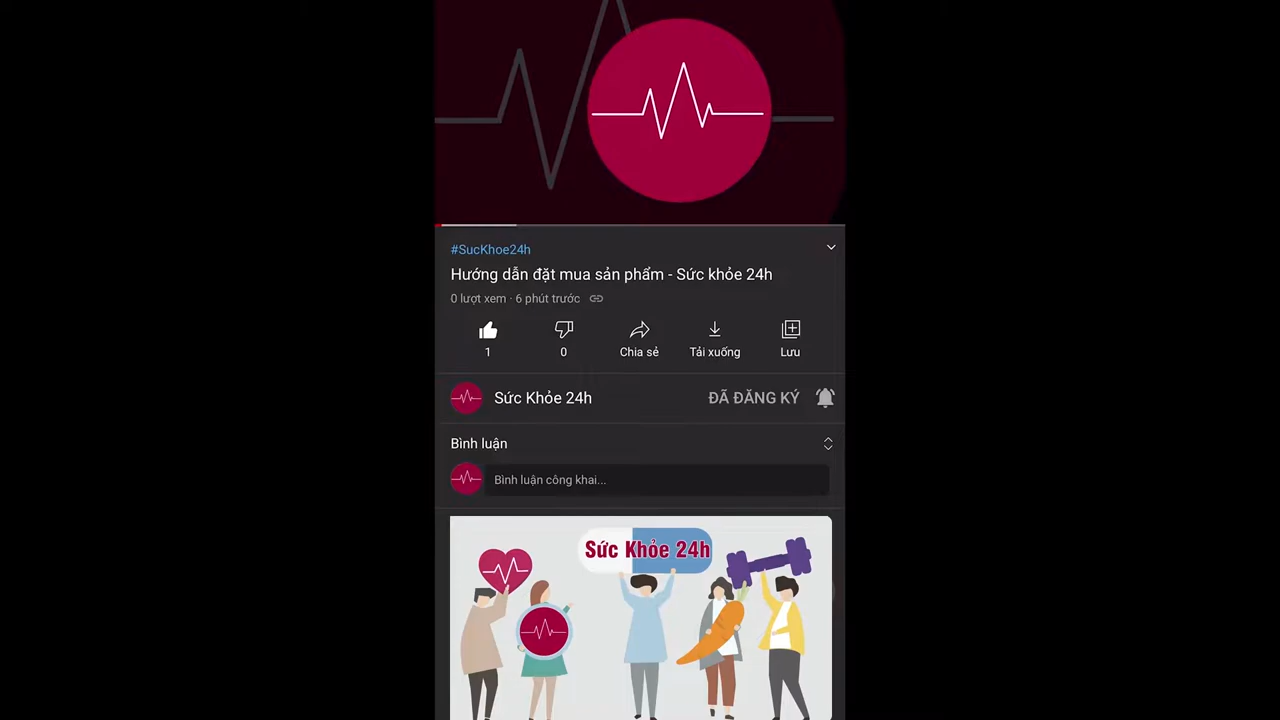 #SucKhoe24h
Hướng dẫn đặt mua sản phẩm - Sức khỏe 24h
0 lượt xem · 6 phút trước
1
0
Chia sẻ
Tải xuống
Lưu
Sức Khỏe 24h
ĐÃ ĐĂNG KÝ
Bình luận
Bình luận công khai...
Sức Khỏe 24h